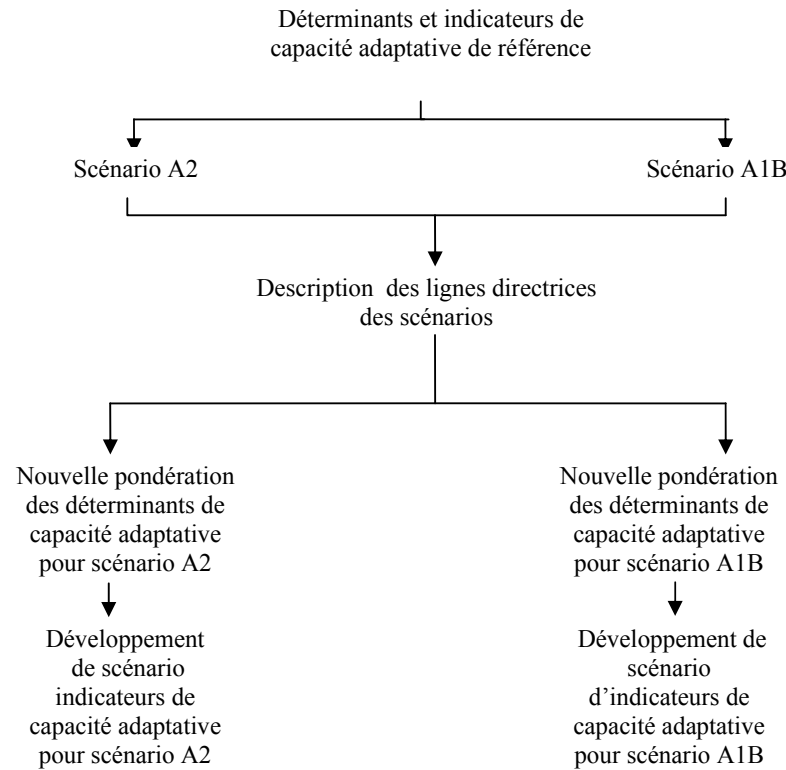 Déterminants et indicateurs de
capacité adaptative de référence
Scénario A2
Scénario A1B
Description des lignes directrices
des scénarios
Nouvelle pondération
des déterminants de
capacité adaptative
pour scénario A2
Nouvelle pondération
des déterminants de
capacité adaptative
pour scénario A1B
Développement
de scénario
indicateurs de
capacité adaptative
pour scénario A2
Développement de
scénario
d’indicateurs de
capacité adaptative
pour scénario A1B